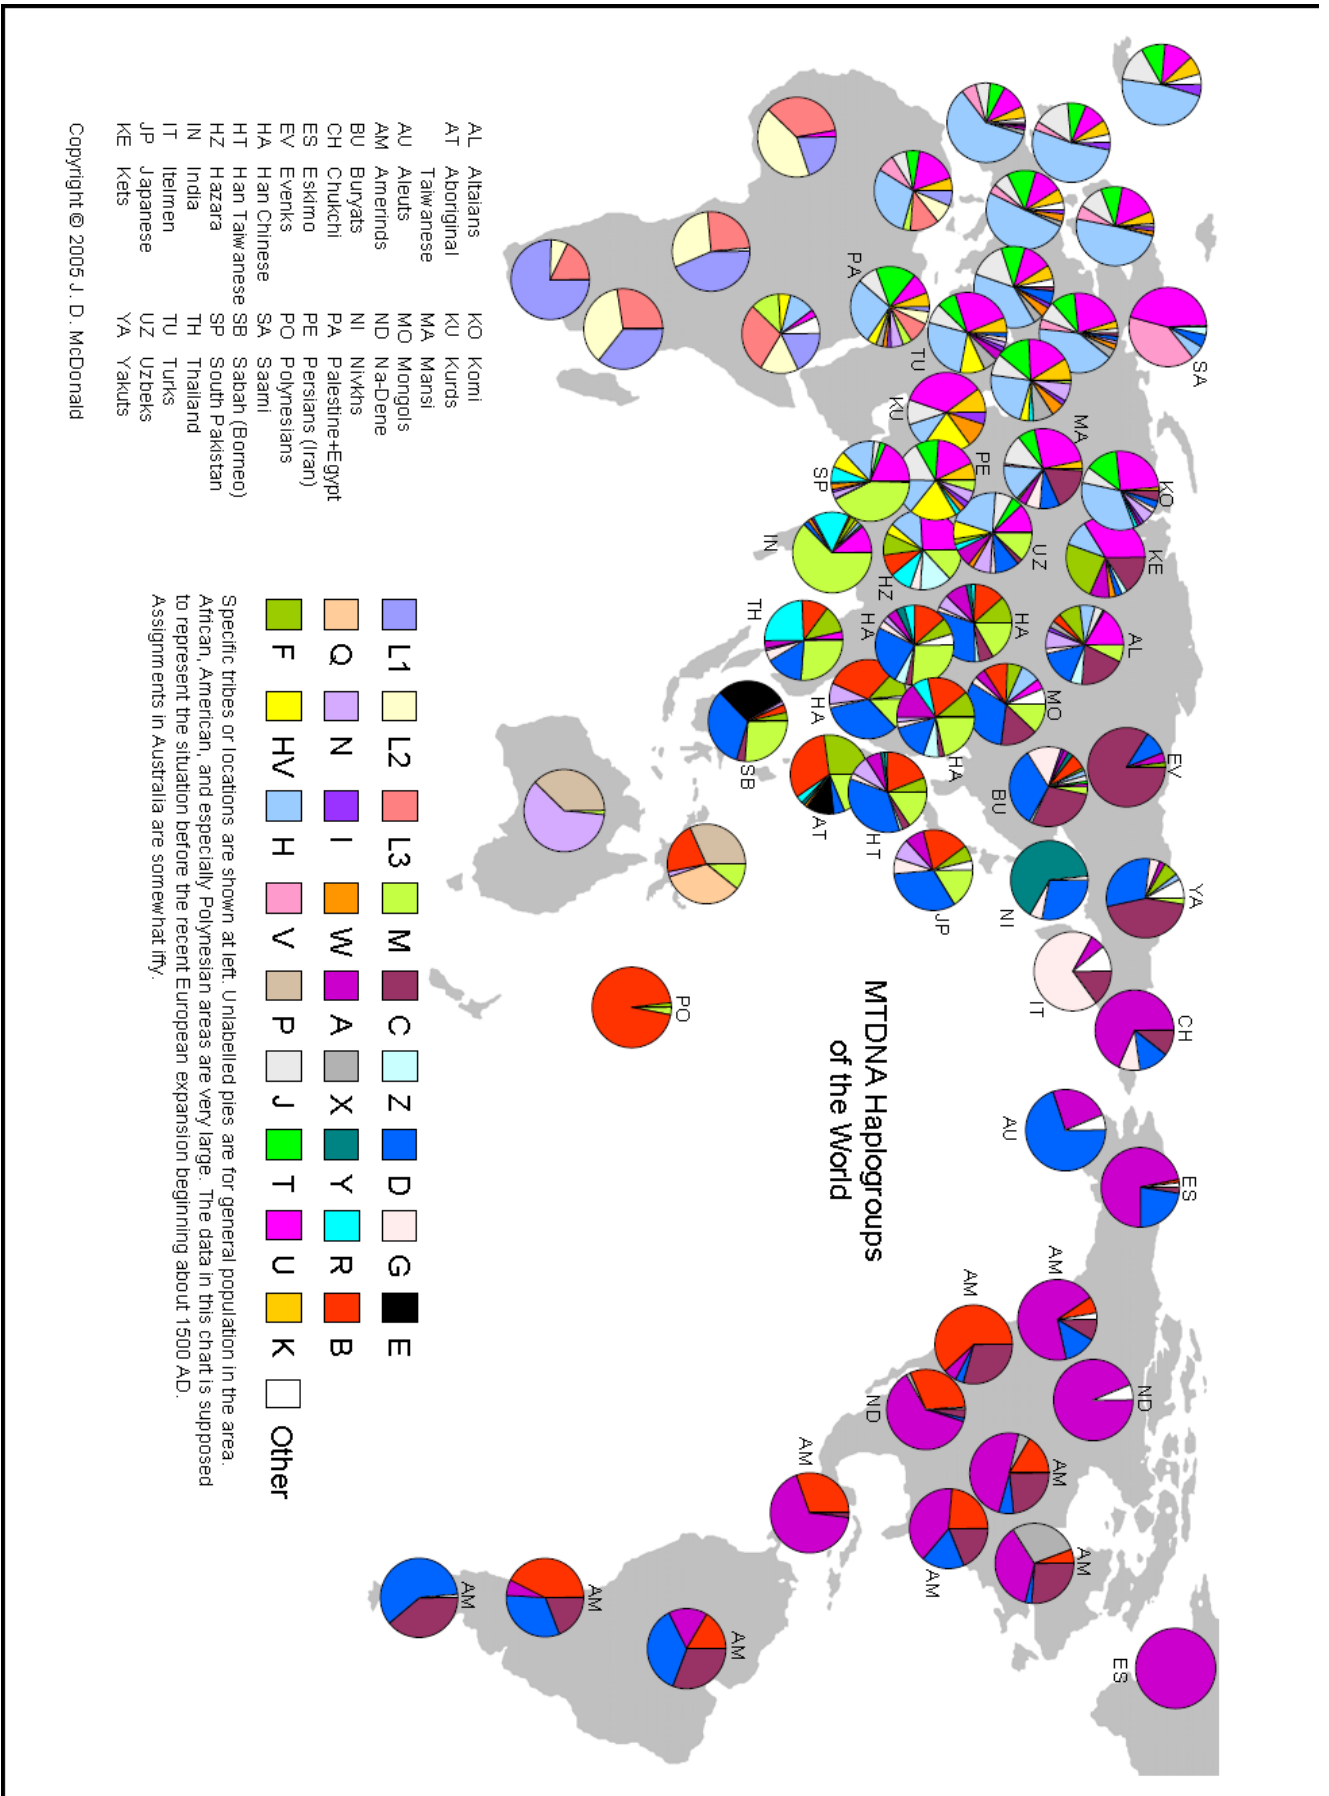 MTDNA Haplogroups
of the World
SA
PA
TU
KU
MA
KO
PE
SP
UZ
KE
IN
HZ
HA
AL
TH
HA
MO
HA
HA
SB
BU
EV
AT
HT
JP
NI
YA
IT
CH
PO
AU
ES
AM
AM
ND
ND
AM
AM
AM
AM
ES
AM
AM
AM
AL Altaians KO Komi
AT Aboriginal KU Kurds
Taiwanese MA Mansi
AU Aleuts MO Mongols
AM Amerinds ND Na-Dene
BU Buryats NI Nivkhs
CH Chukchi PA Palestine+Egypt
ES Eskimo PE Persians (Iran)
EV Evenks PO Polynesians
HA Han Chinese SA Saami
HT Han Taiwanese SB Sabah (Borneo)
HZ Hazara SP South Pakistan
IN India TH Thailand
IT Itelmen TU Turks
JP Japanese UZ Uzbeks
KE Kets YA Yakuts
Copyright © 2005 J. D. McDonald
L1 L2 L3 M C Z D G E
Q N I W A X Y R B
F HV H V P J T U K Other
Specific tribes or locations are shown at left. Unlabelled pies are for general population in the area.
African, American, and especially Polynesian areas are very large. The data in this chart is supposed
to represent the situation before the recent European expansion beginning about 1500 AD.
Assignments in Australia are somewhat iffy.